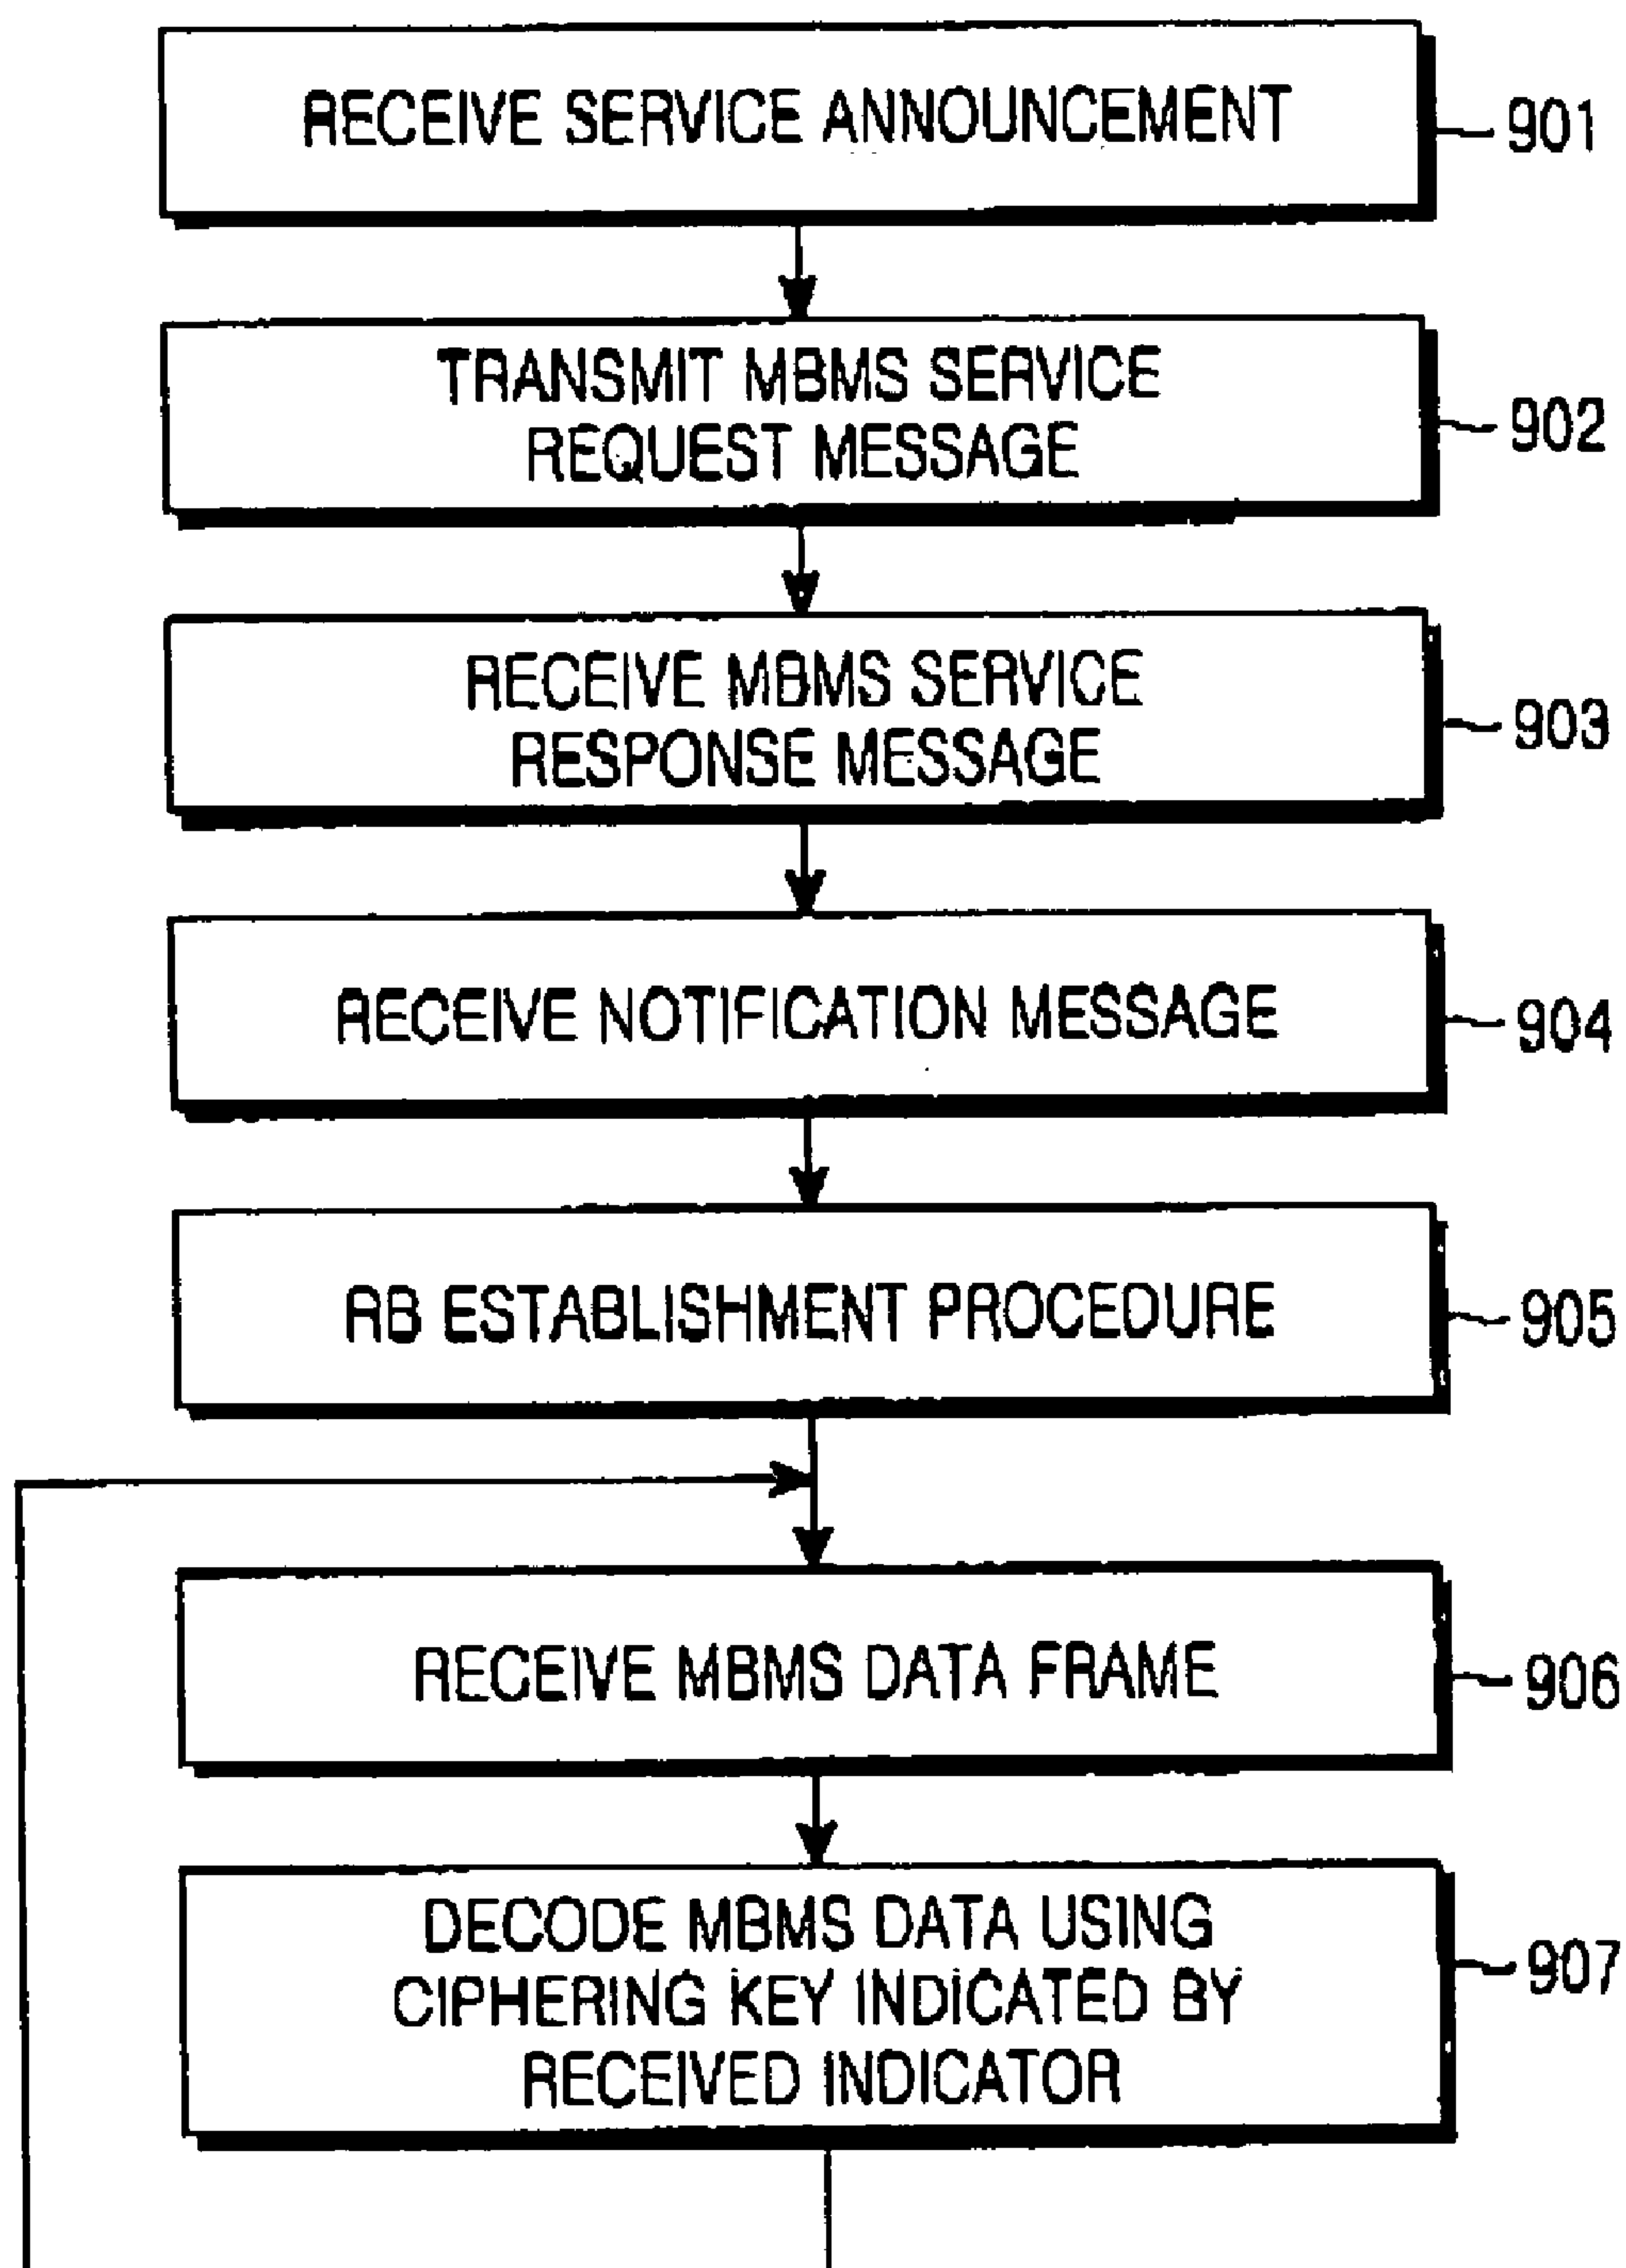 RECEIVE SERVICE ANNOUNCEMENT
901
TRANSMIT MBMS SERVICE
REQUEST MESSAGE
902
RECEIVE MBMS SERVICE
RESPONSE MESSAGE
903
RECEIVE NOTIFICATION MESSAGE
904
RB ESTABLISHMENT PROCEDURE
905
RECEIVE MBMS DATA FRAME
906
DECODE MBMS DATA USING
CIPHERING KEY INDICATED BY
RECEIVED INDICATOR
907